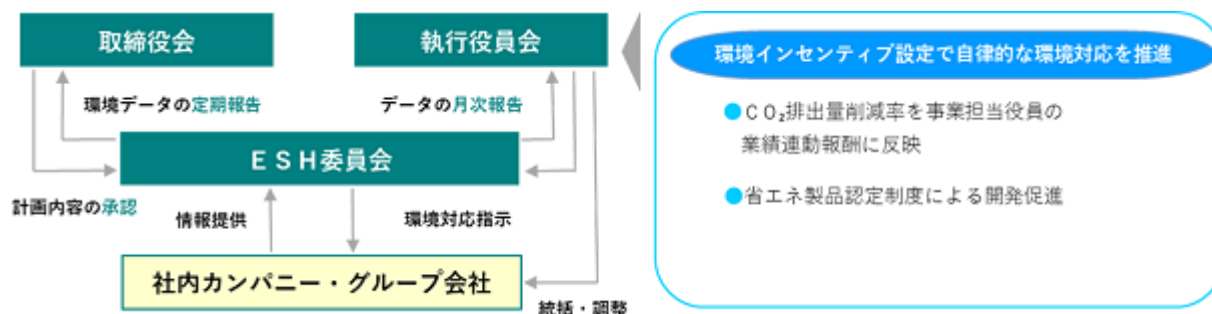 取締役会
執行役員会
環境データの定期報告
データの月次報告
ESH委員会
計画内容の承認
情報提供
環境対応指示
社内カンパニー・グループ会社
統括・調整
環境インセンティブ設定で自律的な環境対応を推進
●CO₂排出量削減率を事業担当役員の
業績連動報酬に反映
●省エネ製品認定制度による開発促進